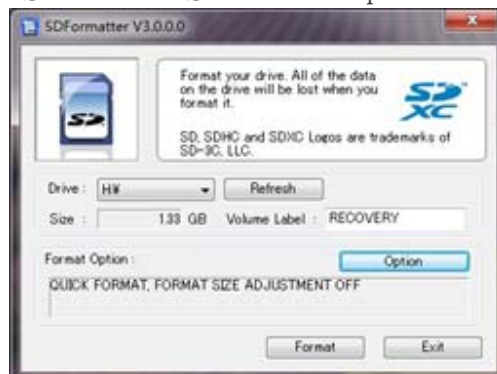 SDFormatter V3.0.0.0
Format your drive. All of the data
on the drive will be lost when you
format it.
SD, SDHC and SDXC Logos are trademarks of
SD-3C, LLC.
SD
SD
XC
Drive : H¥ Refresh
Size : 1.33 GB Volume Label : RECOVERY
Format Option :
Option
QUICK FORMAT, FORMAT SIZE ADJUSTMENT OFF
Format Exit